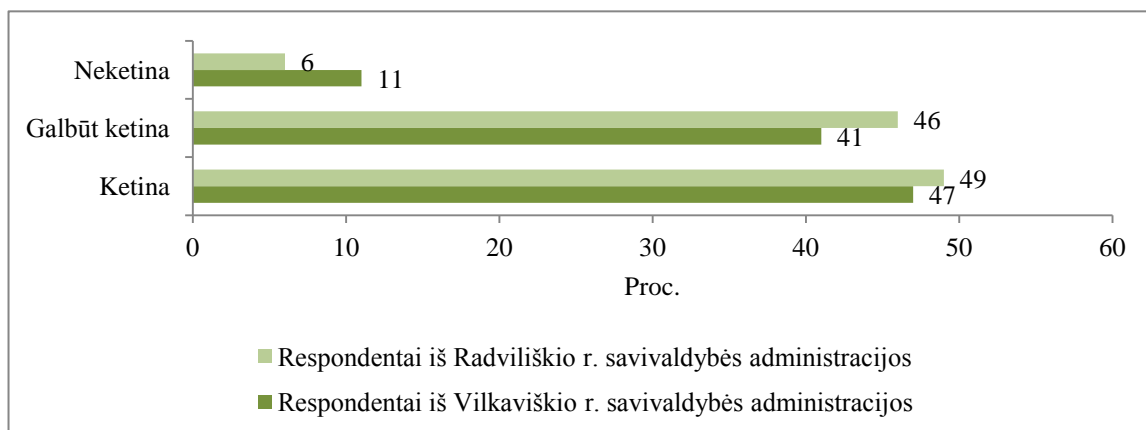 Neketina
6
11
Galbūt ketina
46
41
Ketina
49
47
0 10 20 30 40 50 60
Proc.
Respondentai iš Radviliškio r. savivaldybės administracijos
Respondentai iš Vilkaviškio r. savivaldybės administracijos